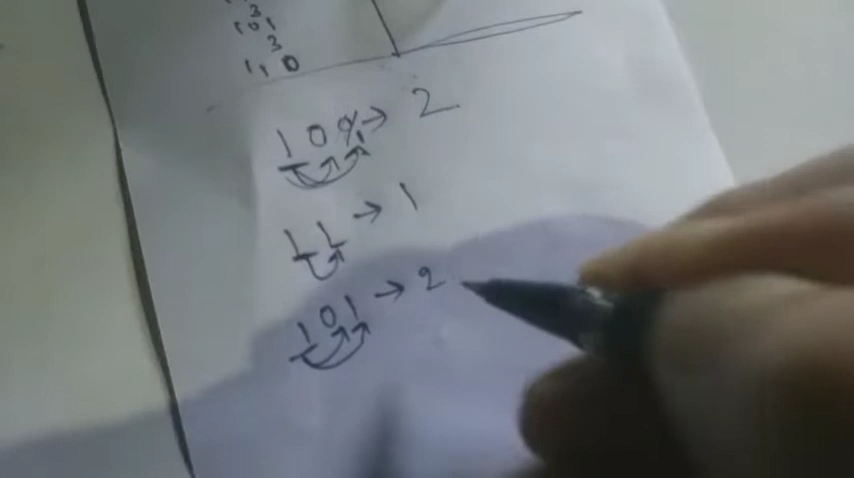 3
101
3
110
10 → 2
11 → 1
101 → 2